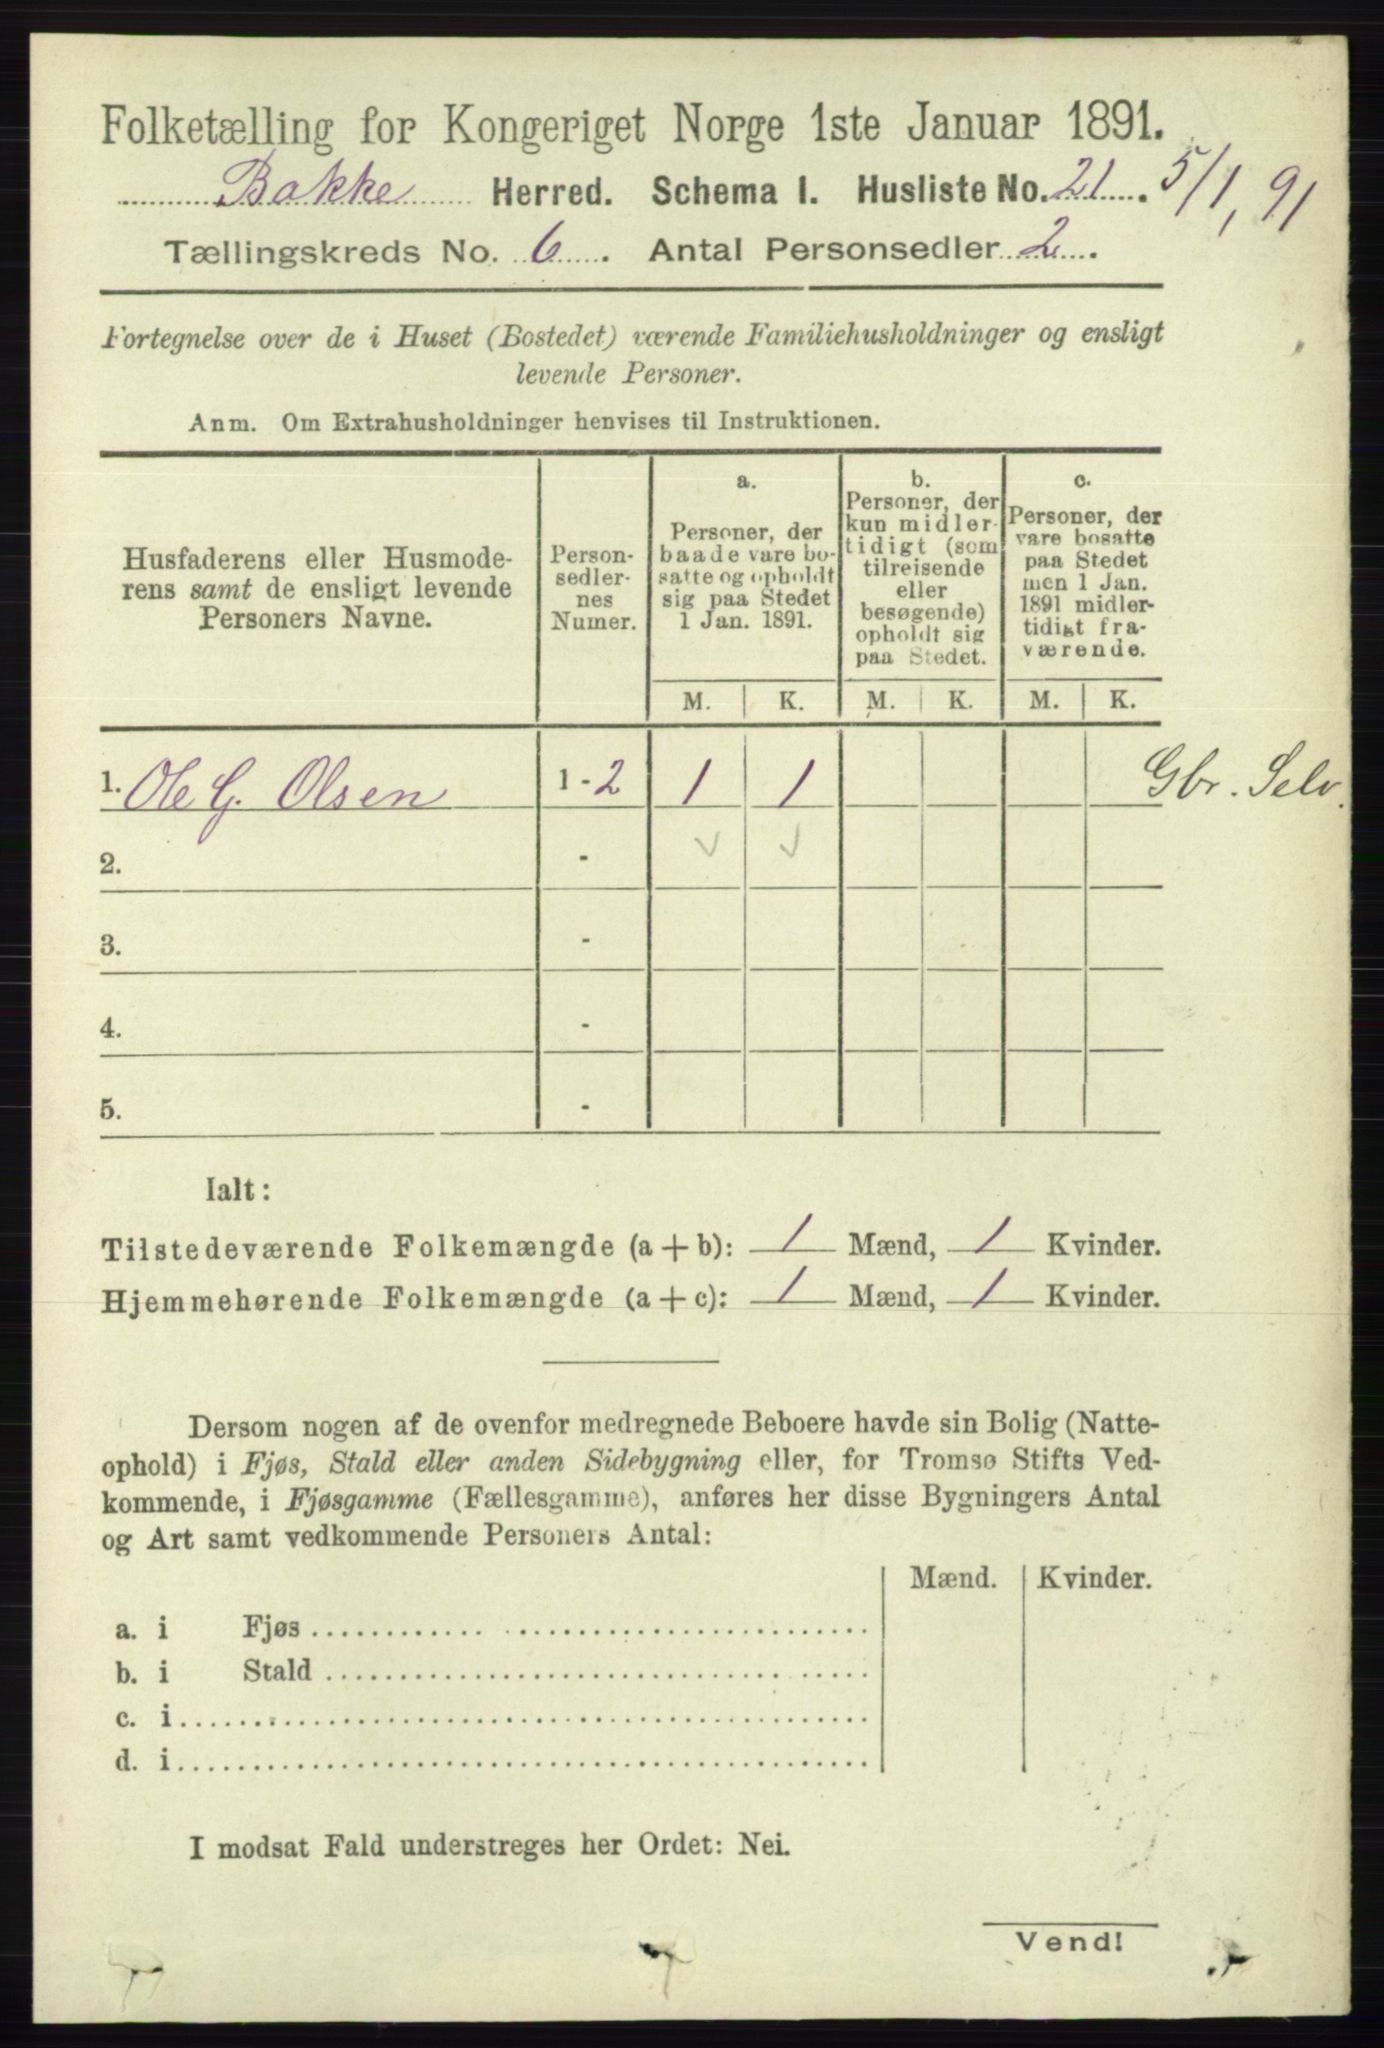 Folketælling for Kongeriget Norge 1ste Januar 1891.
Bakke Herred. Schema I. Husliste No. 21. 5/1, 91
Tællingskreds No. 6. Antal Personsedler 2.
Fortegnelse over de i Huset (Bostedet) værende Familiehusholdninger og ensligt
levende Personer.
Anm. Om Extrahusholdninger henvises til Instruktionen.
Husfaderens eller Husmode-
rens samt de ensligt levende
Personers Navne.
Person-
sedler-
nes
Numer.
a.
Personer, der
baade vare bo-
satte og opholdt
sig paa Stedet
1 Jan. 1891.
b.
Personer, der
kun midler-
tidigt (som
tilreisende
eller
besøgende)
opholdt sig
paa Stedet.
c.
Personer, der
vare bosatte
paa Stedet
men 1 Jan.
1891 midler-
tidigt fra-
værende.
M. K. M. K. M. K.
1. Ole G. Olsen 1 - 2 1 1 Gbr. Selv.
2. -
3. -
4. -
5. -
Ialt:
Tilstedeværende Folkemængde (a + b): 1 Mænd, 1 Kvinder.
Hjemmehørende Folkemængde (a + c): 1 Mænd, 1 Kvinder.
Dersom nogen af de ovenfor medregnede Beboere havde sin Bolig (Natte-
ophold) i Fjøs, Stald eller anden Sidebygning eller, for Tromsø Stifts Ved-
kommende, i Fjøsgamme (Fællesgamme), anføres her disse Bygningers Antal
og Art samt vedkommende Personers Antal:
Mænd. Kvinder.
a. i Fjøs
b. i Stald
c. i
d. i
I modsat Fald understreges her Ordet: Nei.
Vend!